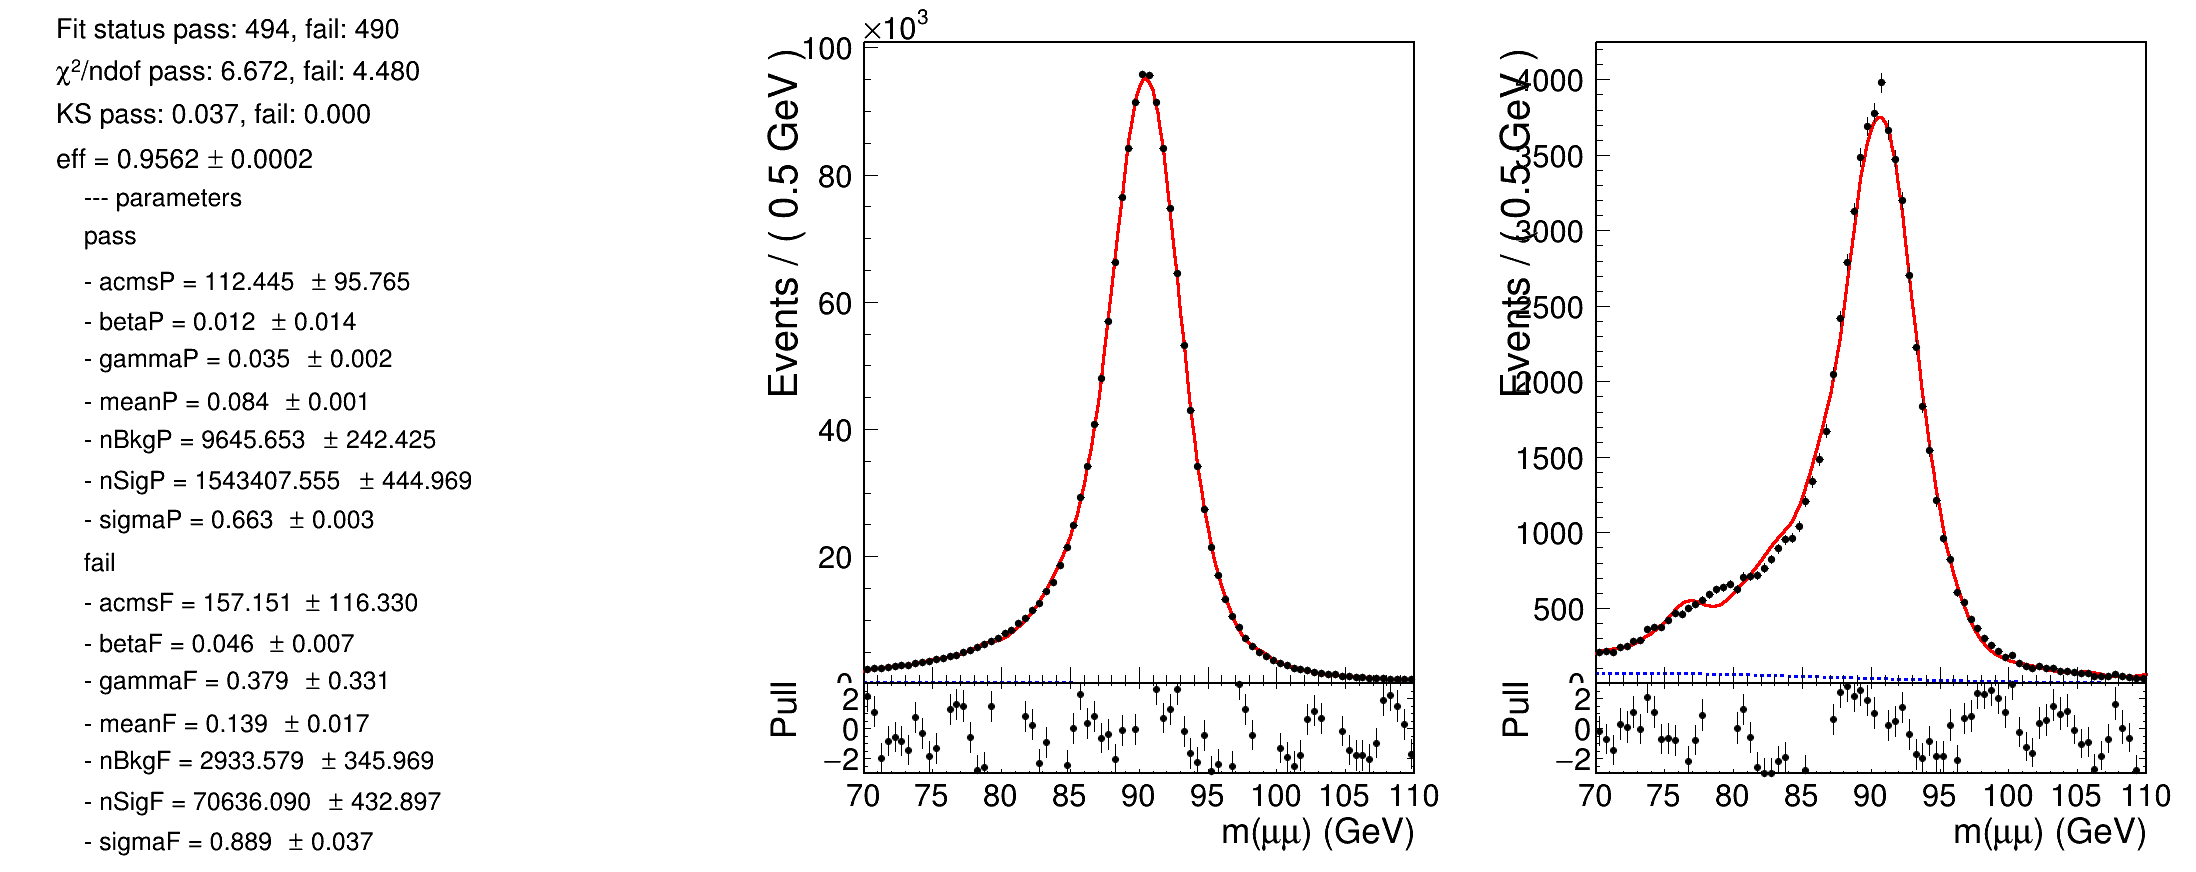 Fit status pass: 494, fail: 490
χ²/ndof pass: 6.672, fail: 4.480
KS pass: 0.037, fail: 0.000
eff = 0.9562 ± 0.0002
--- parameters
pass
- acmsP = 112.445 ± 95.765
- betaP = 0.012 ± 0.014
- gammaP = 0.035 ± 0.002
- meanP = 0.084 ± 0.001
- nBkgP = 9645.653 ± 242.425
- nSigP = 1543407.555 ± 444.969
- sigmaP = 0.663 ± 0.003
fail
- acmsF = 157.151 ± 116.330
- betaF = 0.046 ± 0.007
- gammaF = 0.379 ± 0.331
- meanF = 0.139 ± 0.017
- nBkgF = 2933.579 ± 345.969
- nSigF = 70636.090 ± 432.897
- sigmaF = 0.889 ± 0.037
×10³
Events / ( 0.5 GeV )
100
80
60
40
20
0
Pull
2
0
−2
70 75 80 85 90 95 100 105 110
m(μμ) (GeV)
Events / ( 0.5 GeV )
4000
3500
3000
2500
2000
1500
1000
500
0
Pull
2
0
−2
70 75 80 85 90 95 100 105 110
m(μμ) (GeV)